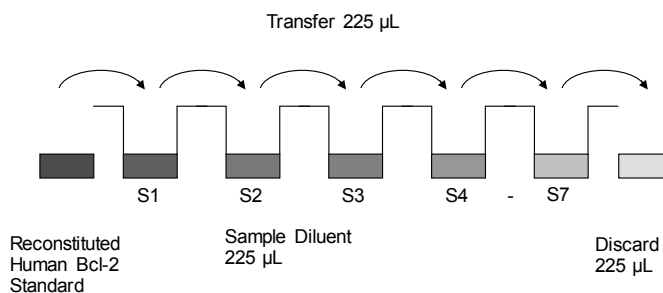 Transfer 225 µL
S1 S2 S3 S4 - S7
Reconstituted
Human Bcl-2
Standard
Sample Diluent
225 µL
Discard
225 µL